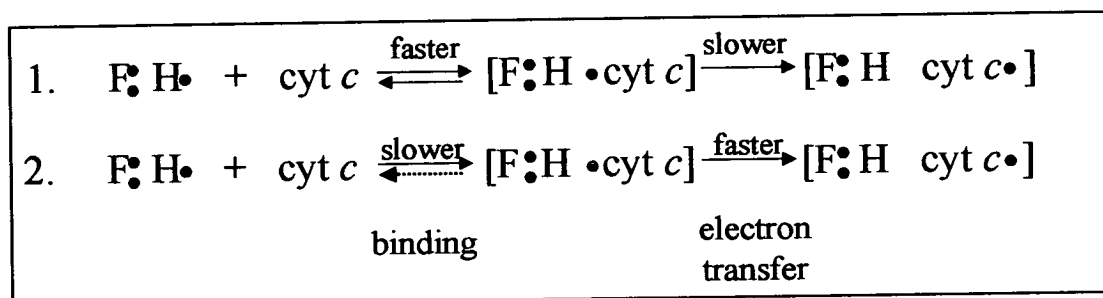 faster slower
1. F: H• + cyt c ⇌ [F:H •cyt c] → [F:H cyt c•]
slower faster
2. F: H• + cyt c ⇌ [F:H •cyt c] → [F:H cyt c•]
binding electron
transfer